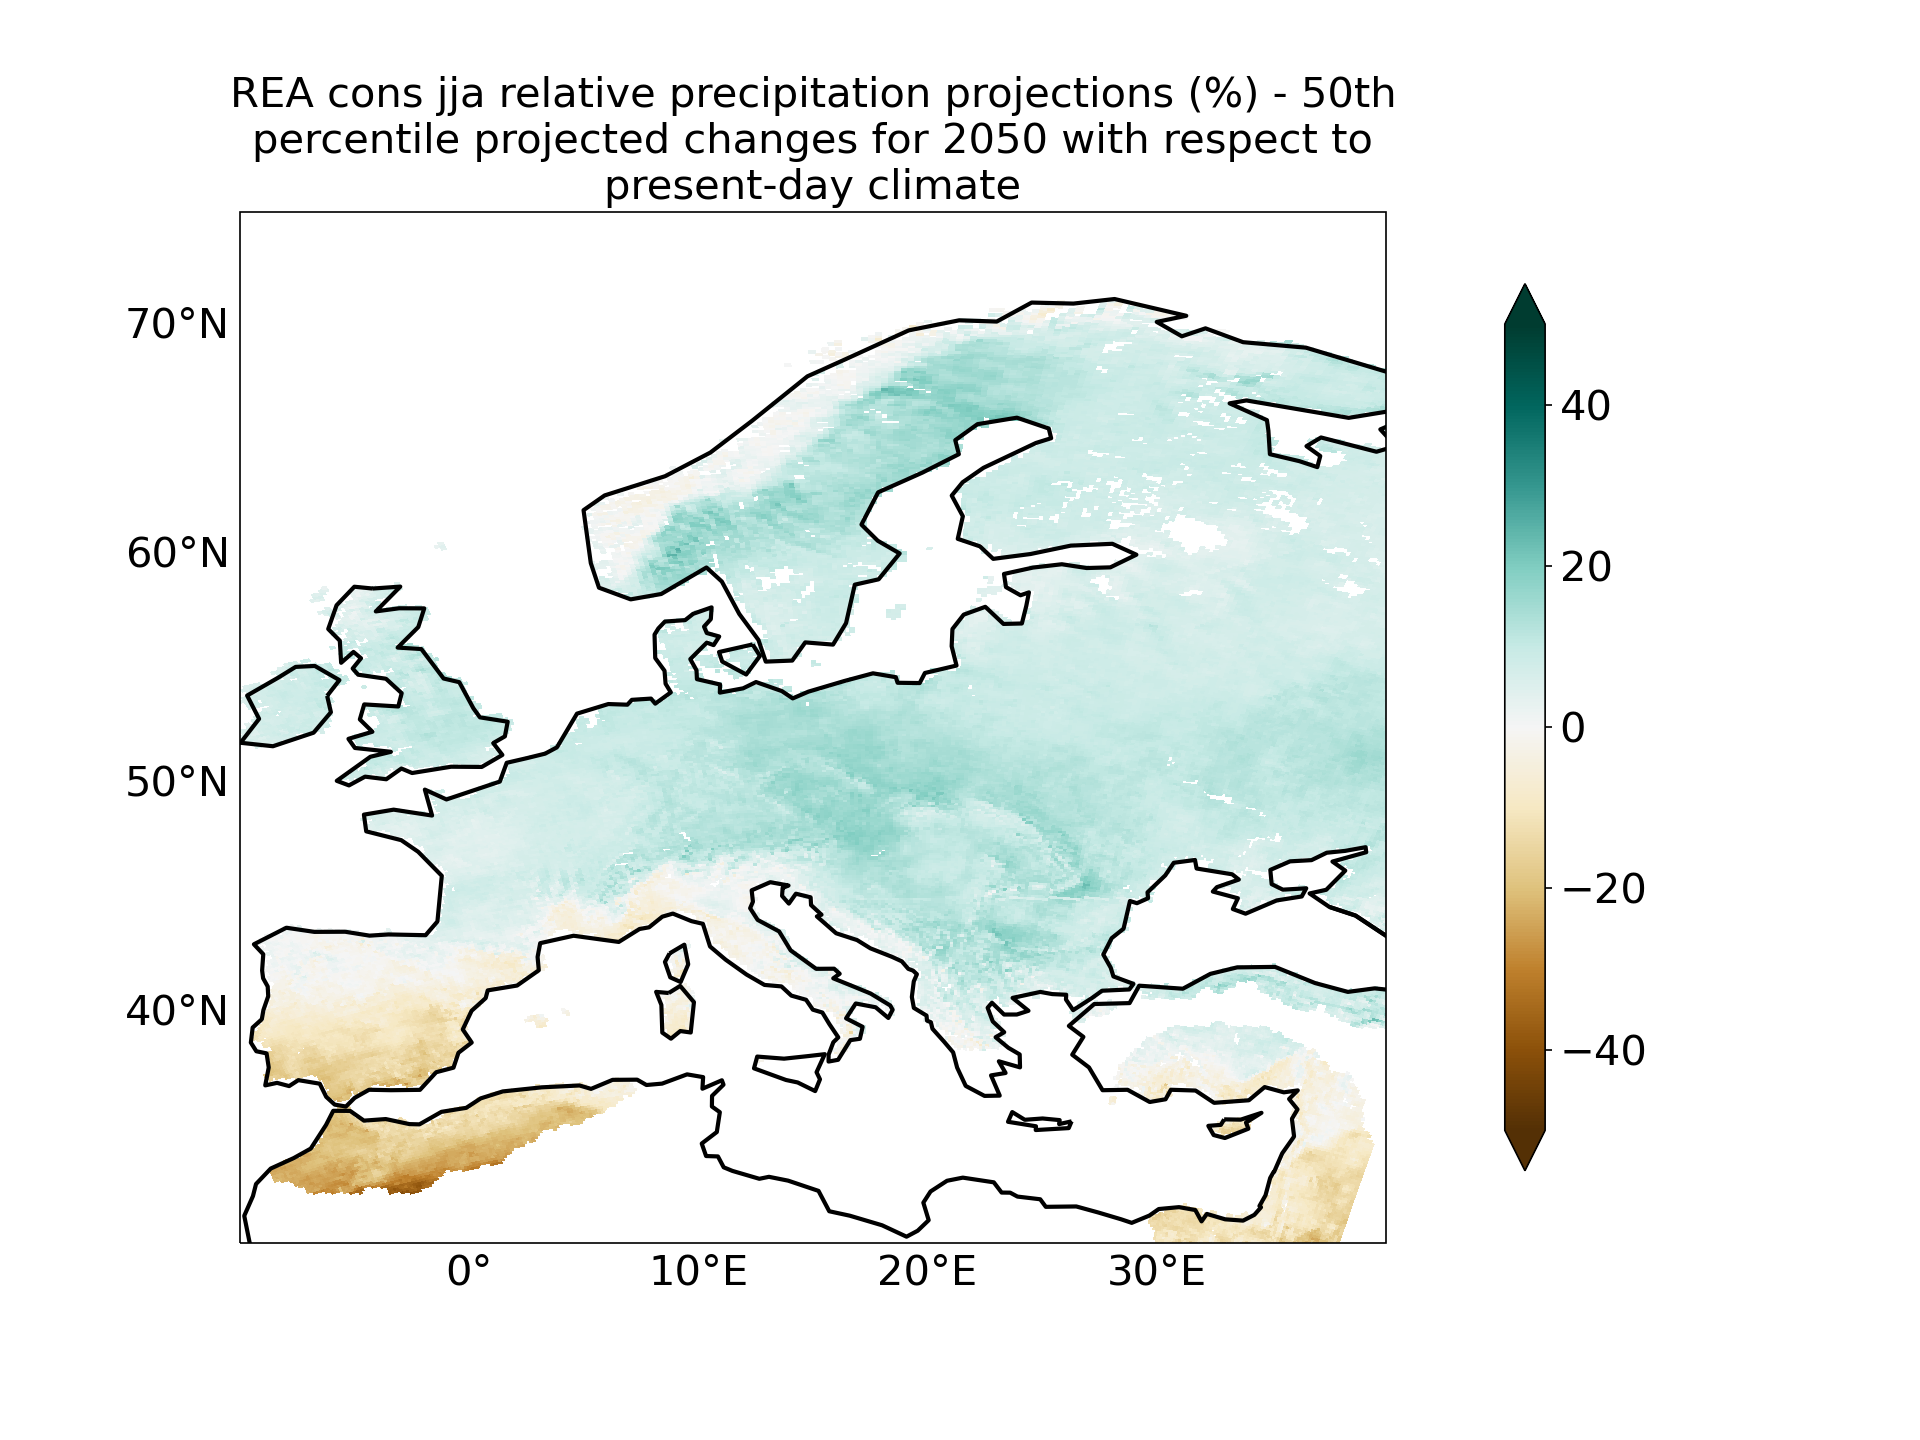 REA cons jja relative precipitation projections (%) - 50th
percentile projected changes for 2050 with respect to
present-day climate
70°N
60°N
50°N
40°N
0°
10°E
20°E
30°E
40
20
0
−20
−40